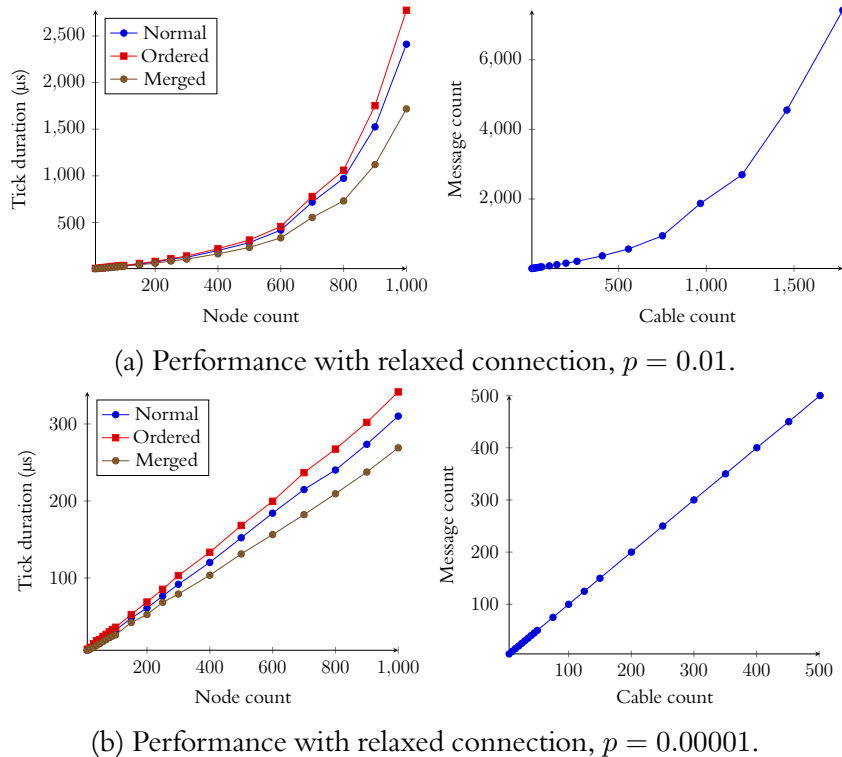 Normal
Ordered
Merged
Tick duration (µs)
2,500
2,000
1,500
1,000
500
200
400
600
800
1,000
Node count
Message count
6,000
4,000
2,000
500
1,000
1,500
Cable count
(a) Performance with relaxed connection, p = 0.01.
Normal
Ordered
Merged
Tick duration (µs)
300
200
100
200
400
600
800
1,000
Node count
Message count
500
400
300
200
100
100
200
300
400
500
Cable count
(b) Performance with relaxed connection, p = 0.00001.